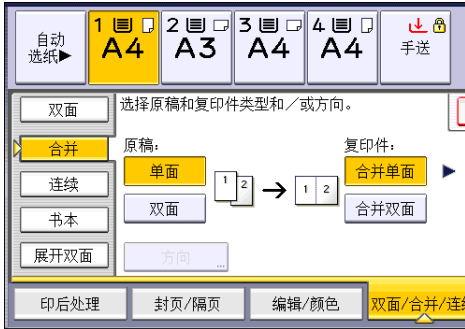 自动
选纸▶
1
A4
2
A3
3
A4
4
A4
手送
双面
选择原稿和复印件类型和／或方向。
合并
原稿:
复印件:
单面
1
2
1 2
合并单面
连续
双面
合并双面
书本
展开双面
方向
...
印后处理
封页/隔页
编辑/颜色
双面/合并/连